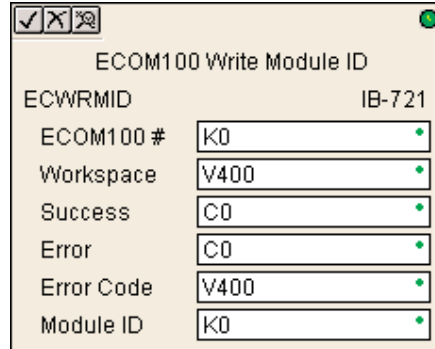 ECOM100 Write Module ID
ECWRMID IB-721
ECOM100 # K0
Workspace V400
Success C0
Error C0
Error Code V400
Module ID K0